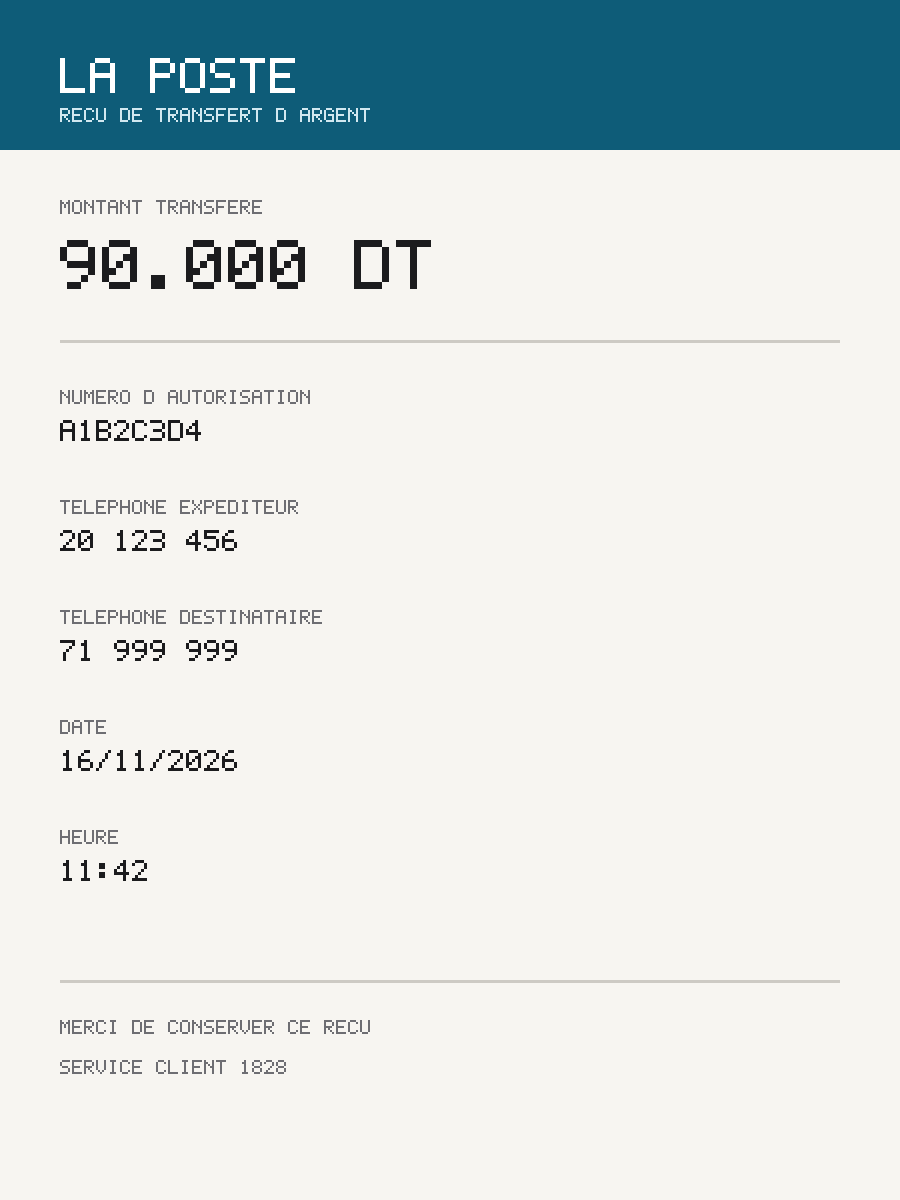 LA POSTE
RECU DE TRANSFERT D ARGENT
MONTANT TRANSFERE
90.000 DT
NUMERO D AUTORISATION
A1B2C3D4
TELEPHONE EXPEDITEUR
20 123 456
TELEPHONE DESTINATAIRE
71 999 999
DATE
16/11/2026
HEURE
11:42
MERCI DE CONSERVER CE RECU
SERVICE CLIENT 1828